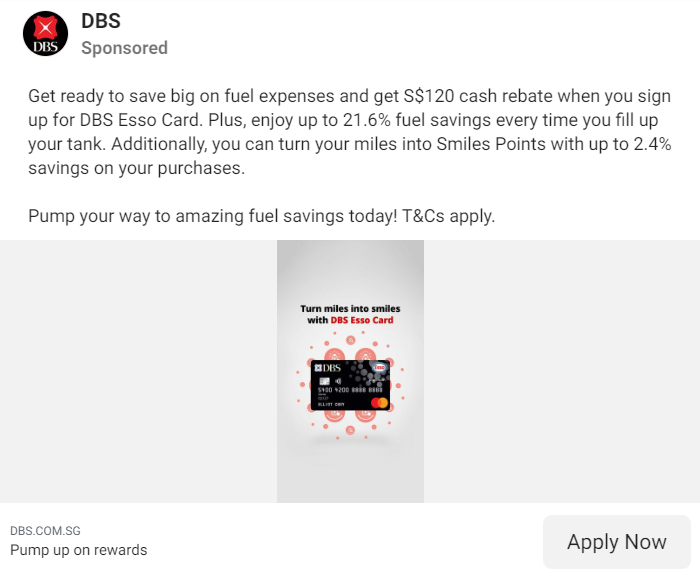 DBS
DBS
Sponsored
Get ready to save big on fuel expenses and get S$120 cash rebate when you sign
up for DBS Esso Card. Plus, enjoy up to 21.6% fuel savings every time you fill up
your tank. Additionally, you can turn your miles into Smiles Points with up to 2.4%
savings on your purchases.
Pump your way to amazing fuel savings today! T&Cs apply.
Turn miles into smiles
with DBS Esso Card
DBS
Esso
5400 4200 8888 8888
DBS.COM.SG
Pump up on rewards
Apply Now